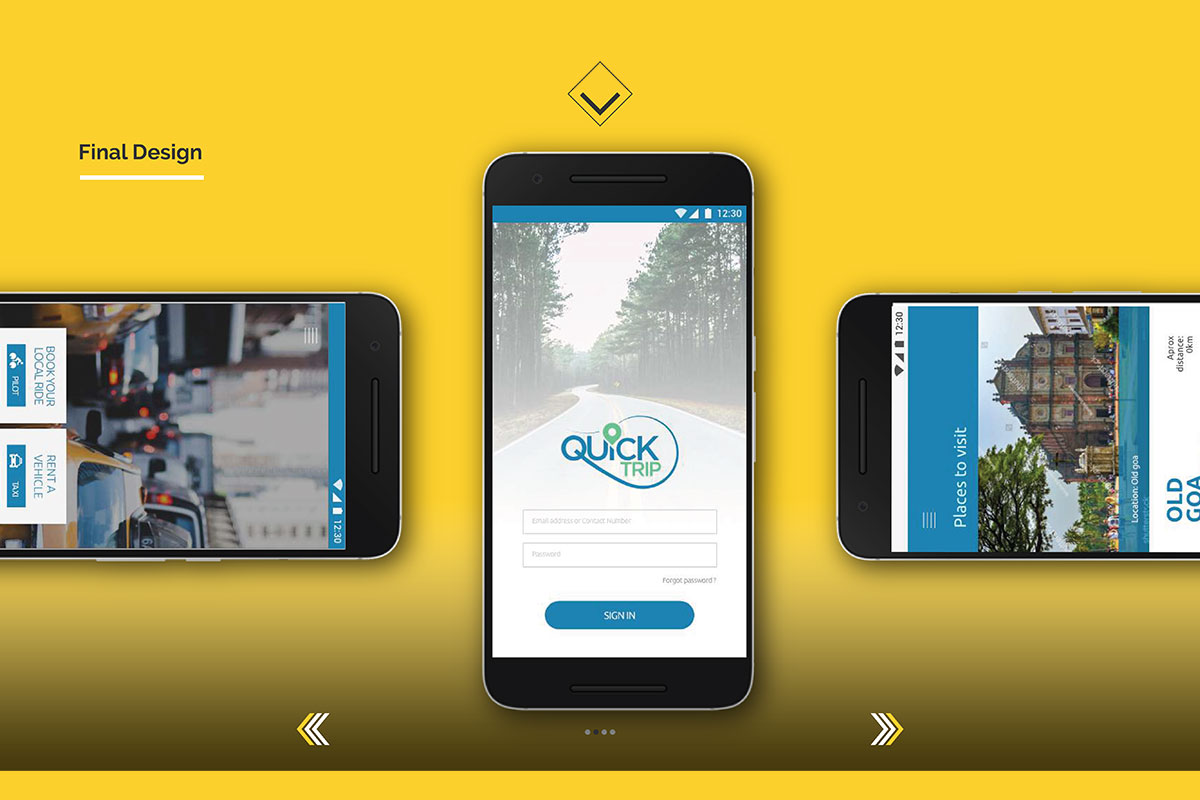 Final Design
BOOK YOUR
LOCAL RIDE
PILOT
RENT A
VEHICLE
TAXI
12:30
12:30
QUICK
TRIP
Email address or Contact Number
Password
Forgot password ?
SIGN IN
12:30
Places to visit
Location: Old goa
shutterstock
Aprox
distance:
0km
OLD
GOA